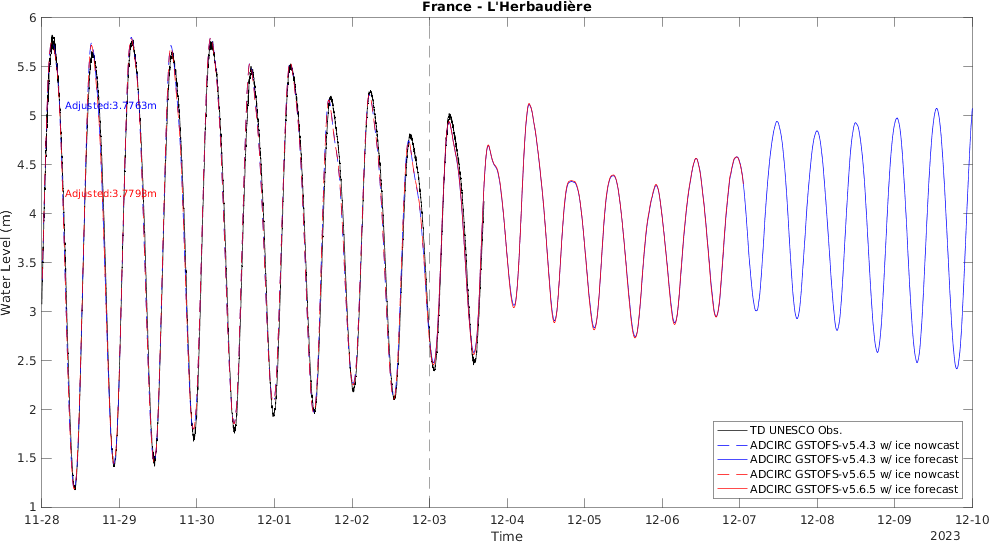 France - L'Herbaudière
6
5.5
5
4.5
4
3.5
3
2.5
2
1.5
1
Water Level (m)
Adjusted:3.7763m
Adjusted:3.7798m
TD UNESCO Obs.
ADCIRC GSTOFS-v5.4.3 w/ ice nowcast
ADCIRC GSTOFS-v5.4.3 w/ ice forecast
ADCIRC GSTOFS-v5.6.5 w/ ice nowcast
ADCIRC GSTOFS-v5.6.5 w/ ice forecast
11-28 11-29 11-30 12-01 12-02 12-03 12-04 12-05 12-06 12-07 12-08 12-09 12-10
Time
2023